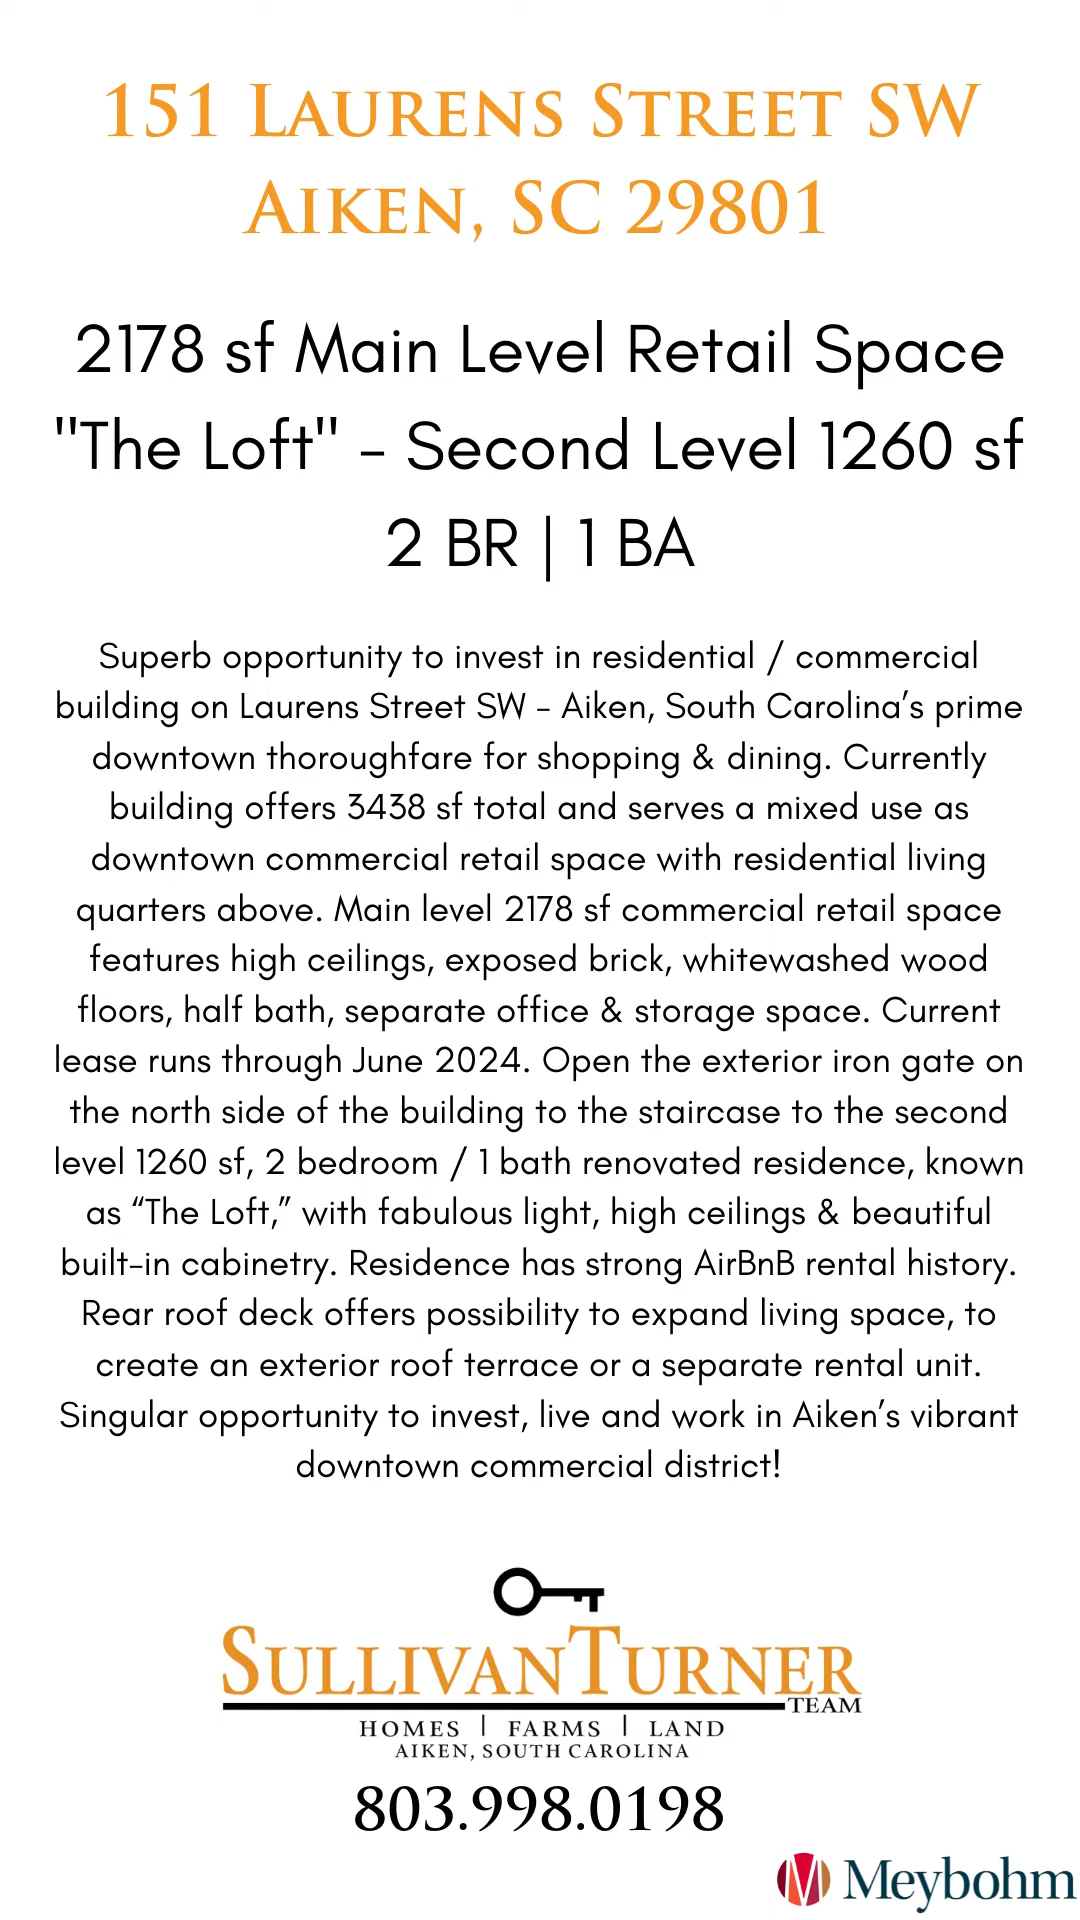 151 Laurens Street SW
Aiken, SC 29801
2178 sf Main Level Retail Space
"The Loft" - Second Level 1260 sf
2 BR | 1 BA
Superb opportunity to invest in residential / commercial
building on Laurens Street SW - Aiken, South Carolina’s prime
downtown thoroughfare for shopping & dining. Currently
building offers 3438 sf total and serves a mixed use as
downtown commercial retail space with residential living
quarters above. Main level 2178 sf commercial retail space
features high ceilings, exposed brick, whitewashed wood
floors, half bath, separate office & storage space. Current
lease runs through June 2024. Open the exterior iron gate on
the north side of the building to the staircase to the second
level 1260 sf, 2 bedroom / 1 bath renovated residence, known
as “The Loft,” with fabulous light, high ceilings & beautiful
built-in cabinetry. Residence has strong AirBnB rental history.
Rear roof deck offers possibility to expand living space, to
create an exterior roof terrace or a separate rental unit.
Singular opportunity to invest, live and work in Aiken’s vibrant
downtown commercial district!
SullivanTurner
TEAM
HOMES | FARMS | LAND
AIKEN, SOUTH CAROLINA
803.998.0198
Meybohm